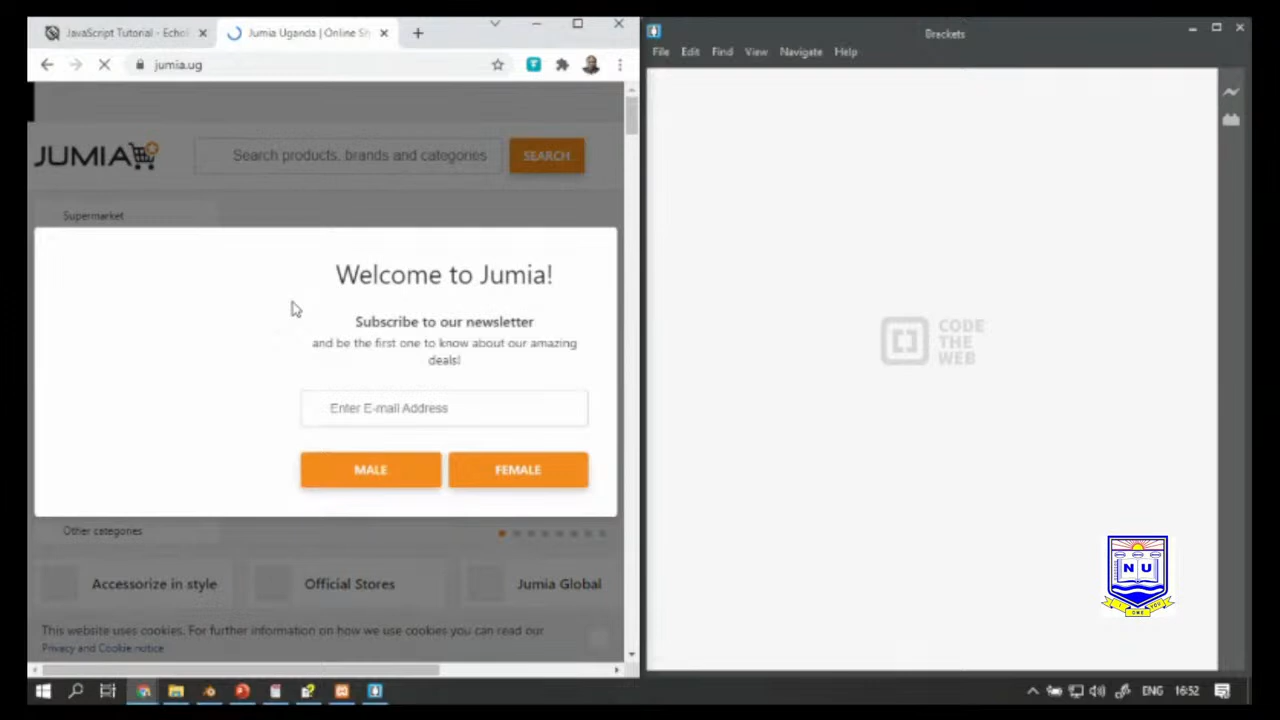 JavaScript Tutorial - Echo
Jumia Uganda | Online Sh
jumia.ug
JUMIA
Search products, brands and categories
SEARCH
Supermarket
Welcome to Jumia!
Subscribe to our newsletter
and be the first one to know about our amazing
deals!
Enter E-mail Address
MALE
FEMALE
Other categories
Accessorize in style
Official Stores
Jumia Global
This website uses cookies. For further information on how we use cookies you can read our
Privacy and Cookie notice
Brackets
File Edit Find View Navigate Help
CODE
THE
WEB
N U
ENG
16:52